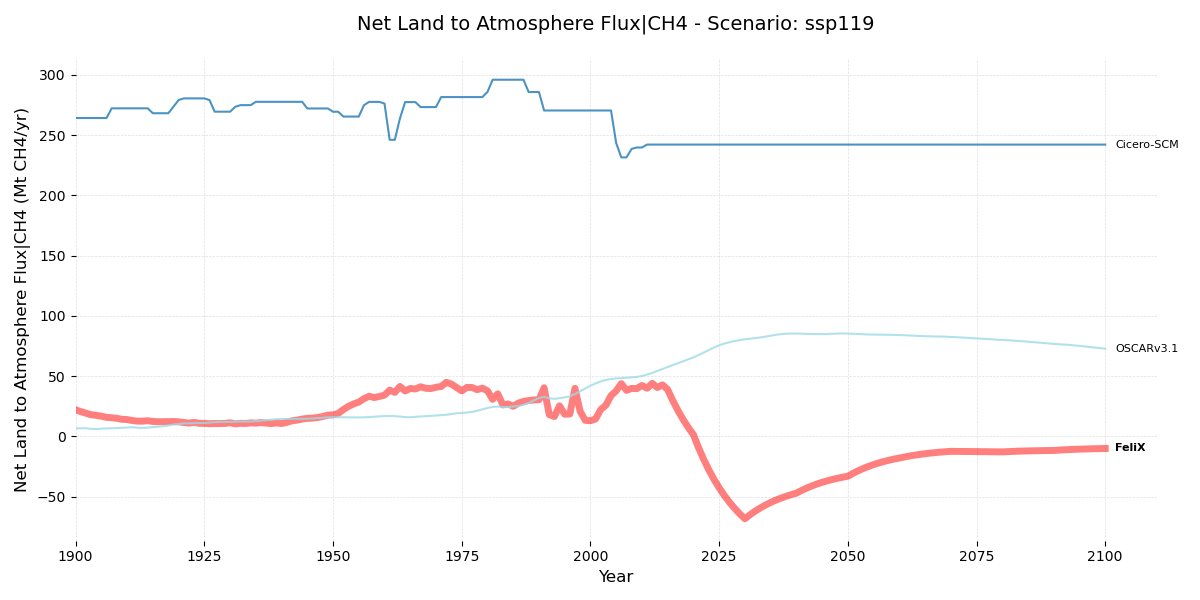 Net Land to Atmosphere Flux|CH4 - Scenario: ssp119
Net Land to Atmosphere Flux|CH4 (Mt CH4/yr)
300
250
200
150
100
50
0
−50
Cicero-SCM
OSCARv3.1
FeliX
1900
1925
1950
1975
2000
2025
2050
2075
2100
Year